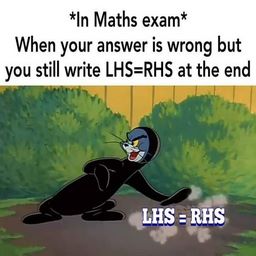 *In Maths exam*
When your answer is wrong but
you still write LHS=RHS at the end
LHS = RHS